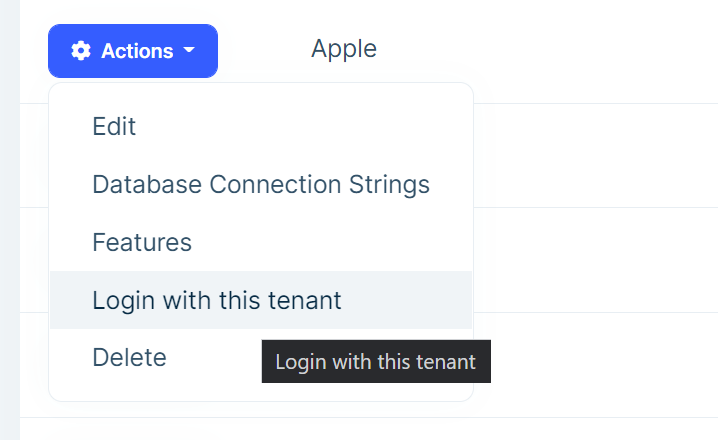 Actions
Apple
Edit
Database Connection Strings
Features
Login with this tenant
Delete
Login with this tenant